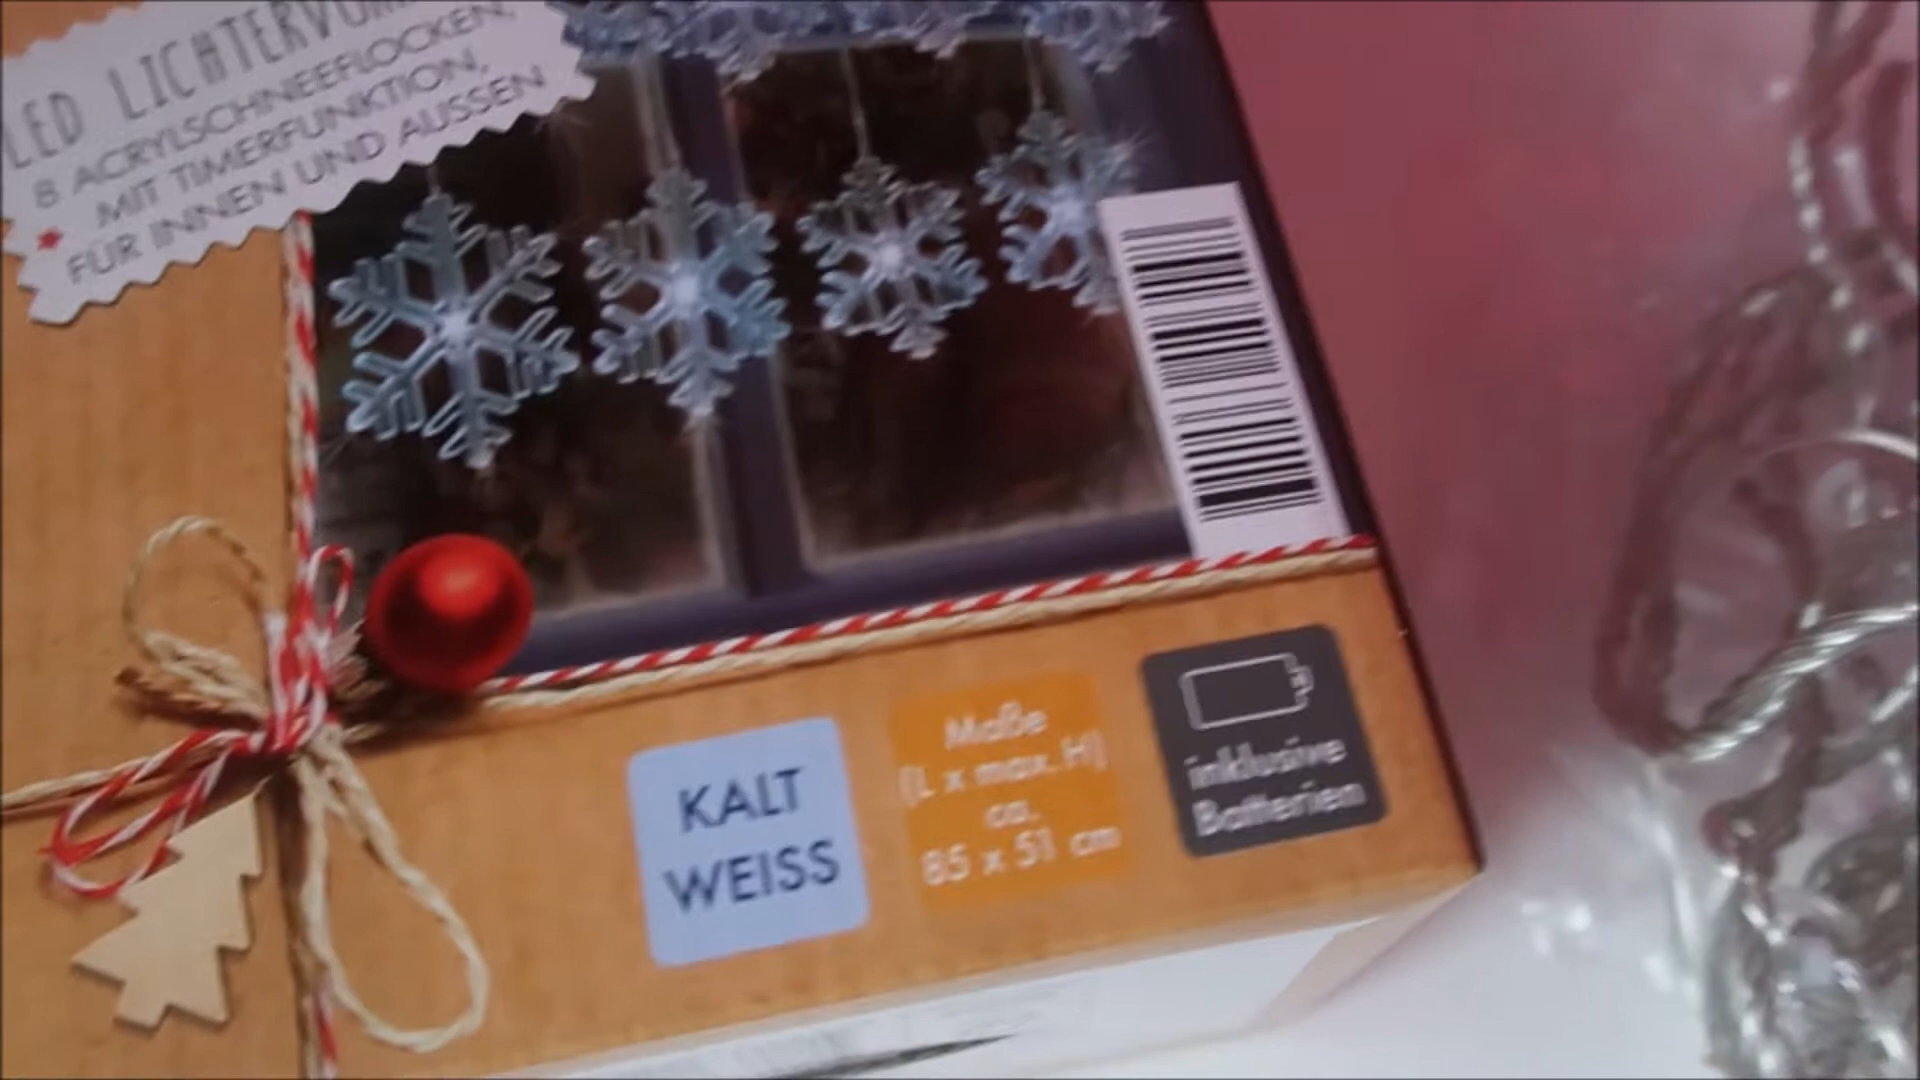 LED
8 ACRYLSCHNEEFLOCKEN,
MIT TIMERFUNKTION,
FÜR INNEN UND AUSSEN
KALT
WEISS
Maße
(L x max. H)
ca.
85 x 51 cm
inklusive
Batterien